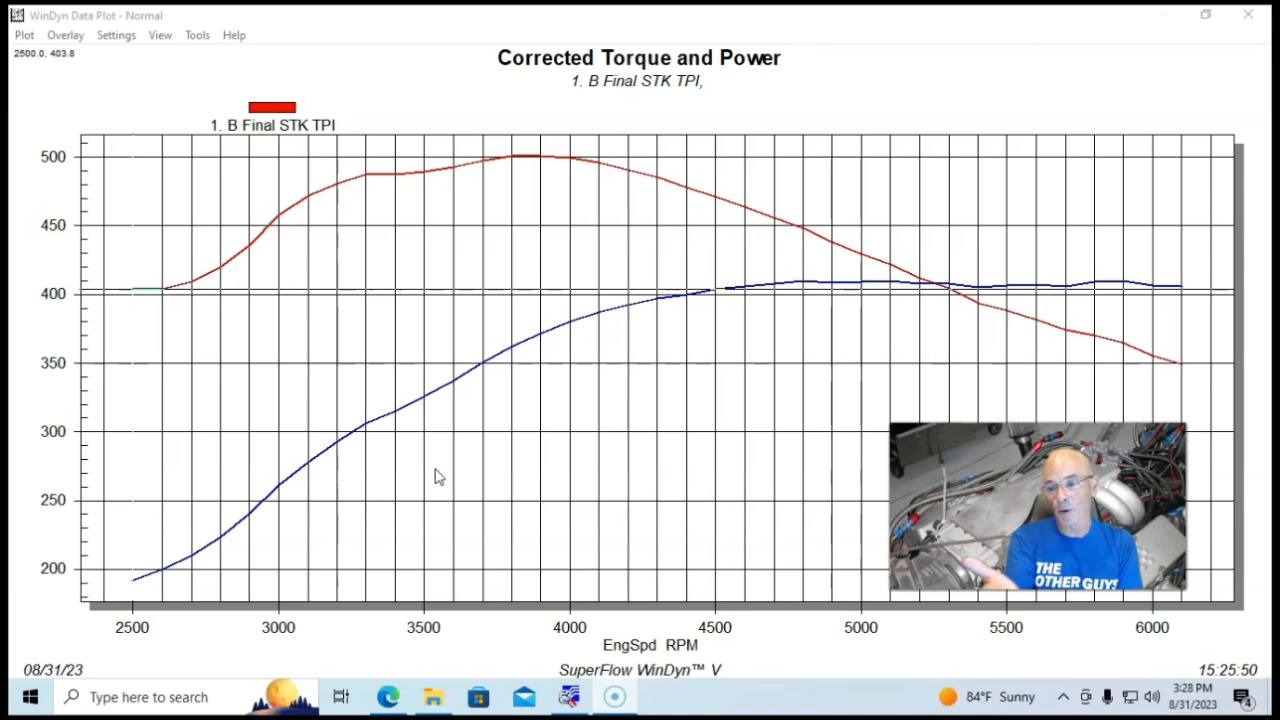 WinDyn Data Plot - Normal
Plot Overlay Settings View Tools Help
2500.0, 403.8
Corrected Torque and Power
1. B Final STK TPI,
1. B Final STK TPI
500
450
400
350
300
250
200
2500 3000 3500 4000 4500 5000 5500 6000
EngSpd RPM
THE
OTHER GUYS
08/31/23 SuperFlow WinDyn™ V 15:25:50
Type here to search
84°F Sunny
3:28 PM
8/31/2023
4